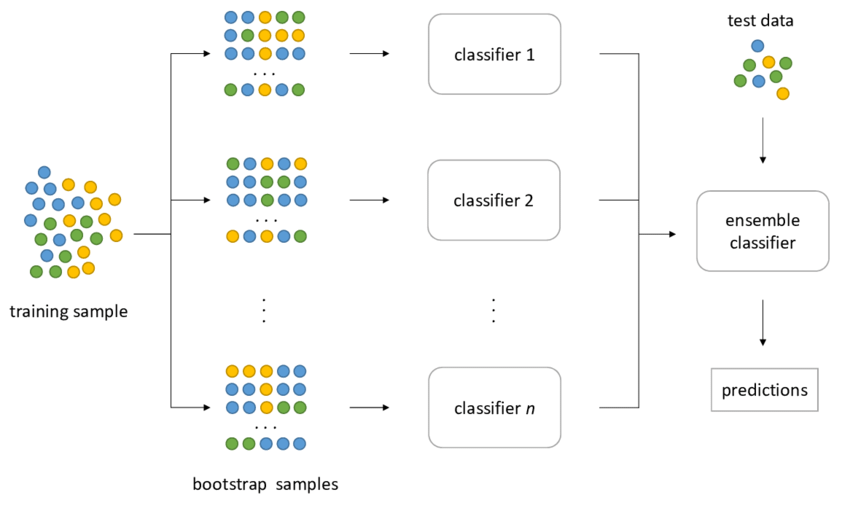 test data
classifier 1
classifier 2
ensemble
classifier
training sample
classifier n
predictions
bootstrap samples